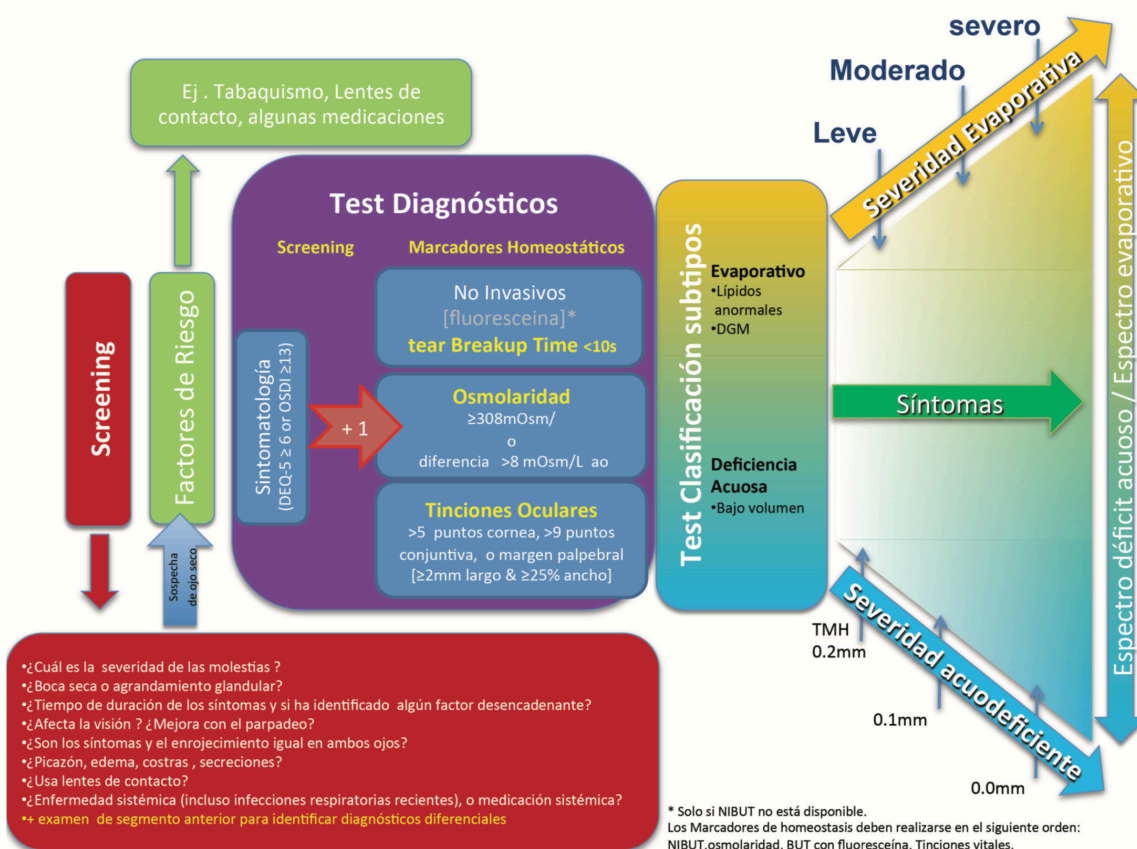 Ej . Tabaquismo, Lentes de
contacto, algunas medicaciones
Screening
Factores de Riesgo
Sospecha
de ojo seco
Test Diagnósticos
Screening
Marcadores Homeostáticos
Sintomatología
(DEQ-5 ≥ 6 or OSDI ≥13)
+ 1
No Invasivos
[fluoresceina]*
tear Breakup Time <10s
Osmolaridad
≥308mOsm/
o
diferencia >8 mOsm/L ao
Tinciones Oculares
>5 puntos cornea, >9 puntos
conjuntiva, o margen palpebral
[≥2mm largo & ≥25% ancho]
Test Clasificación subtipos
Evaporativo
•Lípidos
anormales
•DGM
Deficiencia
Acuosa
•Bajo volumen
Leve
Moderado
severo
Severidad Evaporativa
Síntomas
Severidad acuodeficiente
TMH
0.2mm
0.1mm
0.0mm
Espectro déficit acuoso / Espectro evaporativo
•¿Cuál es la severidad de las molestias ?
•¿Boca seca o agrandamiento glandular?
•¿Tiempo de duración de los síntomas y si ha identificado algún factor desencadenante?
•¿Afecta la visión ? ¿Mejora con el parpadeo?
•¿Son los síntomas y el enrojecimiento igual en ambos ojos?
•¿Picazón, edema, costras , secreciones?
•¿Usa lentes de contacto?
•¿Enfermedad sistémica (incluso infecciones respiratorias recientes), o medicación sistémica?
•+ examen de segmento anterior para identificar diagnósticos diferenciales
* Solo si NIBUT no está disponible.
Los Marcadores de homeostasis deben realizarse en el siguiente orden:
NIBUT,osmolaridad, BUT con fluoresceína, Tinciones vitales.